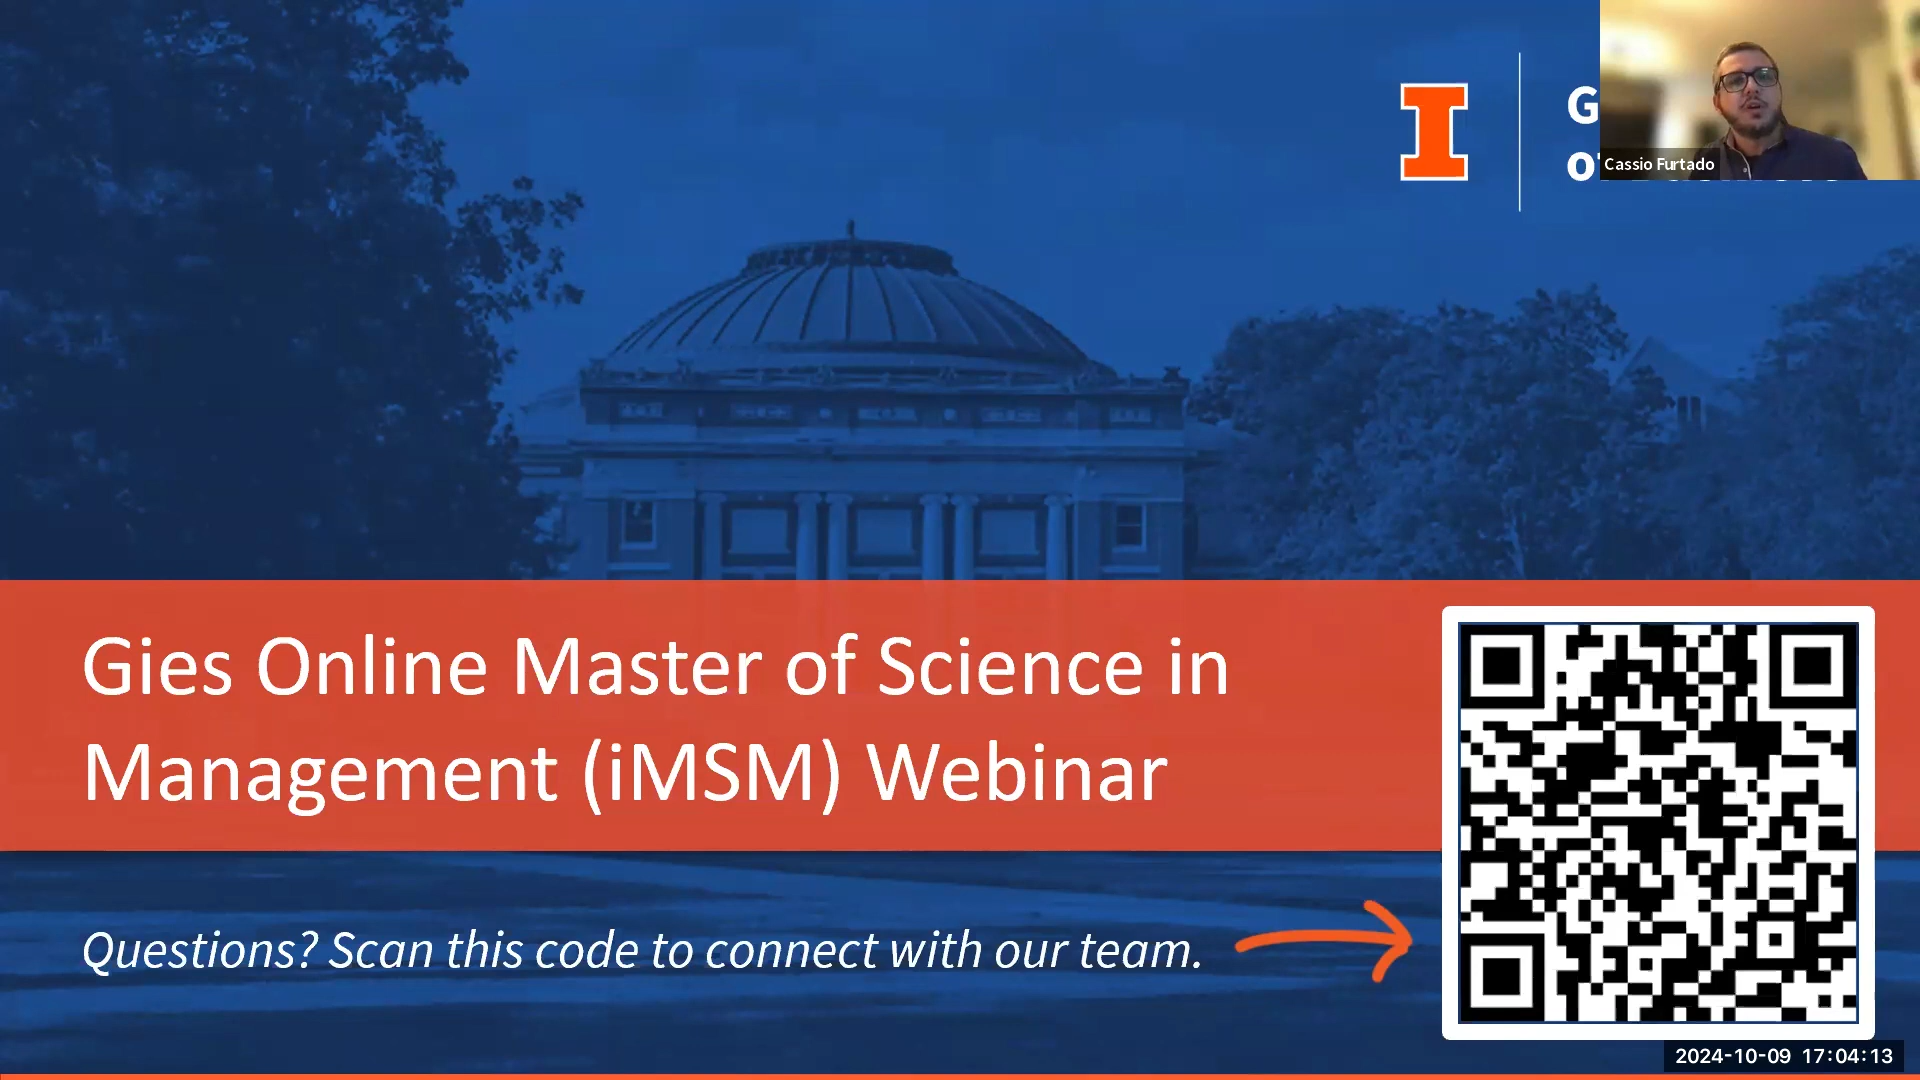 I
Cassio Furtado
Gies Online Master of Science in
Management (iMSM) Webinar
Questions? Scan this code to connect with our team.
2024-10-09 17:04:13